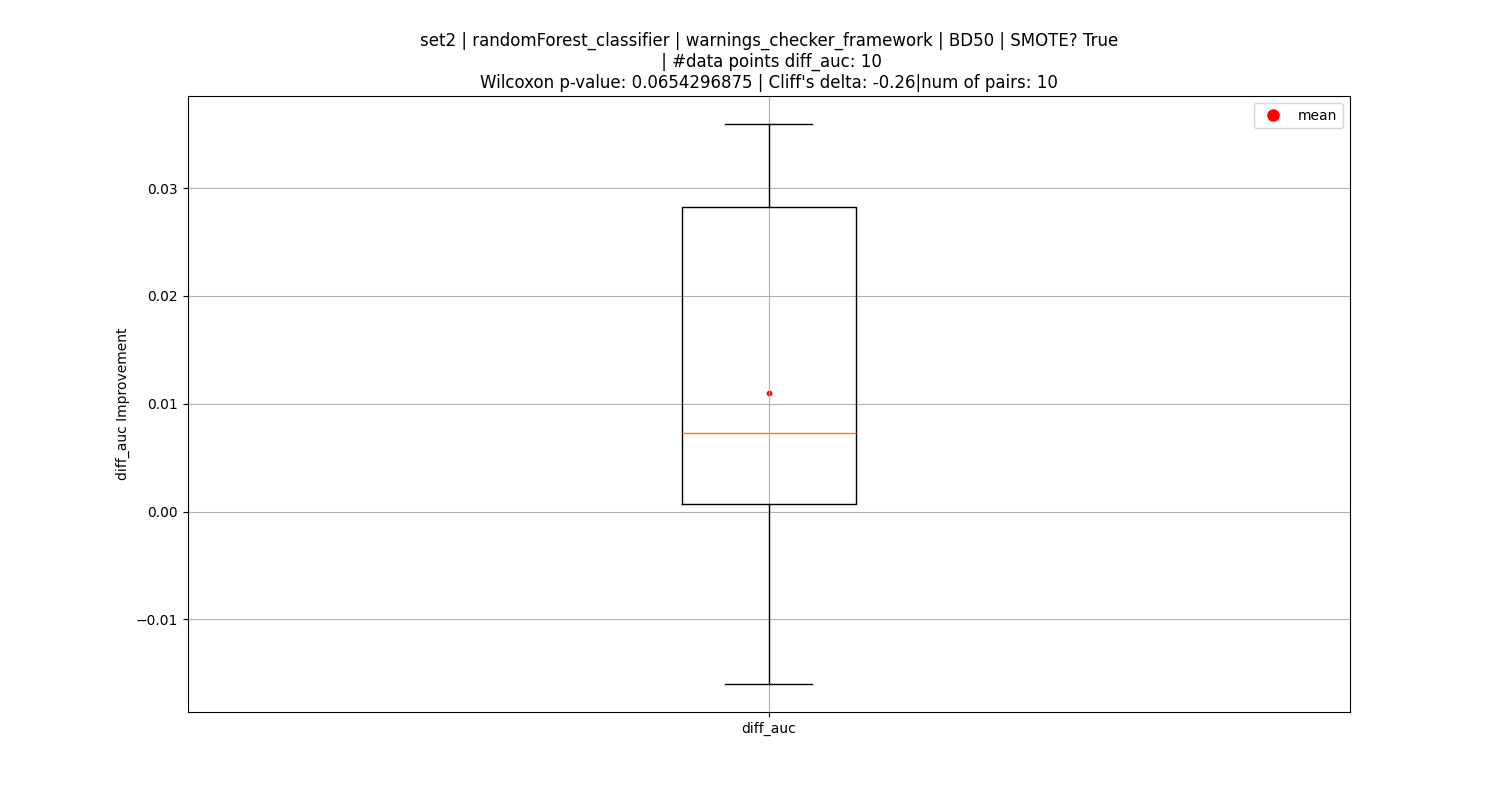 set2 | randomForest_classifier | warnings_checker_framework | BD50 | SMOTE? True
| #data points diff_auc: 10
Wilcoxon p-value: 0.0654296875 | Cliff's delta: -0.26|num of pairs: 10
mean
0.03
0.02
0.01
0.00
−0.01
diff_auc Improvement
diff_auc